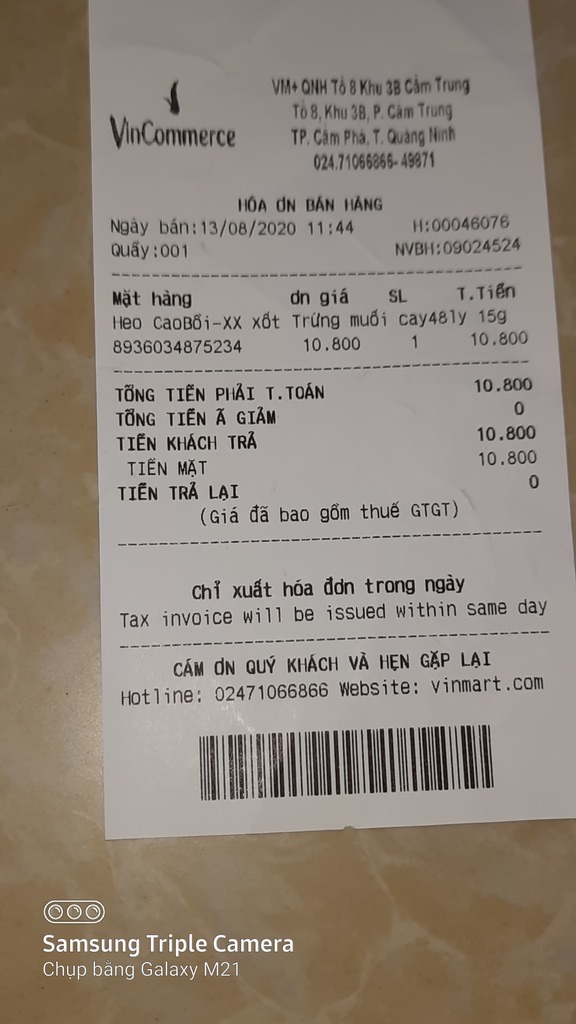 VinCommerce
VM+ QNH Tổ 8 Khu 3B Cẩm Trung
Tổ 8, Khu 3B, P. Cẩm Trung
TP. Cẩm Phả, T. Quảng Ninh
024.71066866-49871
HÓA ƠN BÁN HÀNG
Ngày bán:13/08/2020 11:44 H:00046076
Quầy:001 NVBH:09024524
Mặt hàng ơn giá SL T.Tiền
Heo CaoBồi-XX xốt Trứng muối cay48ly 15g
8936034875234 10.800 1 10.800
TỔNG TIỀN PHẢI T.TOÁN 10.800
TỔNG TIỀN Ã GIẢM 0
TIỀN KHÁCH TRẢ 10.800
TIỀN MẶT 10.800
TIỀN TRẢ LẠI 0
(Giá đã bao gồm thuế GTGT)
Chỉ xuất hóa đơn trong ngày
Tax invoice will be issued within same day
CÁM ƠN QUÝ KHÁCH VÀ HẸN GẶP LẠI
Hotline: 02471066866 Website: vinmart.com
Samsung Triple Camera
Chụp bằng Galaxy M21